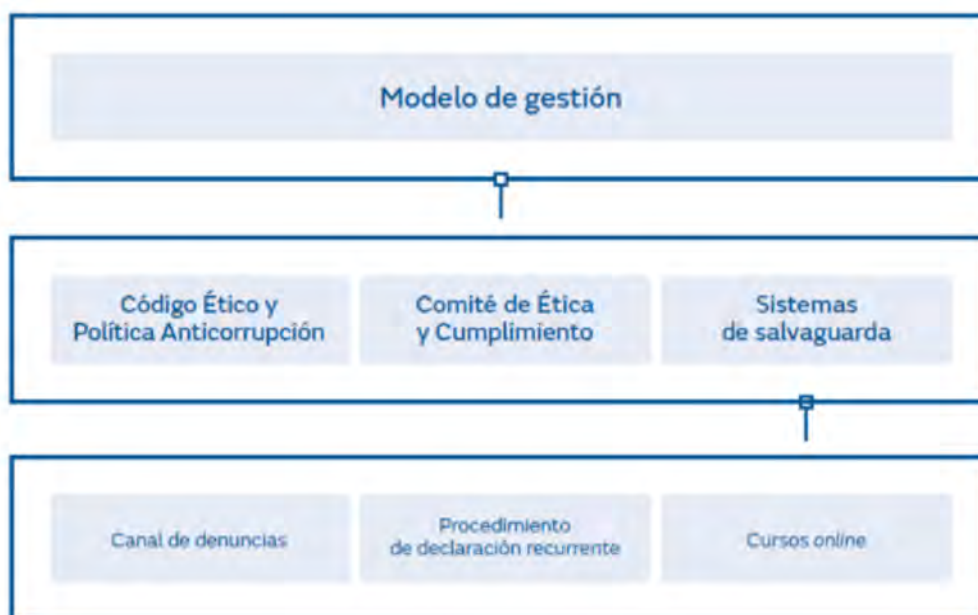 Modelo de gestión
Código Ético y
Política Anticorrupción
Comité de Ética
y Cumplimiento
Sistemas
de salvaguarda
Canal de denuncias
Procedimiento
de declaración recurrente
Cursos online